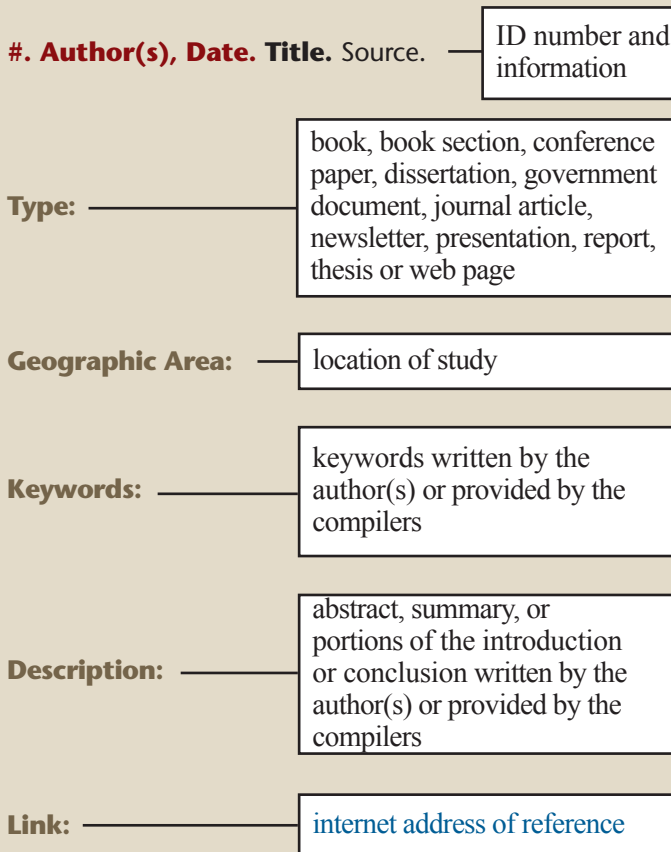 #. Author(s), Date. Title. Source.
ID number and
information
Type:
book, book section, conference
paper, dissertation, government
document, journal article,
newsletter, presentation, report,
thesis or web page
Geographic Area:
location of study
Keywords:
keywords written by the
author(s) or provided by the
compilers
Description:
abstract, summary, or
portions of the introduction
or conclusion written by the
author(s) or provided by the
compilers
Link:
internet address of reference